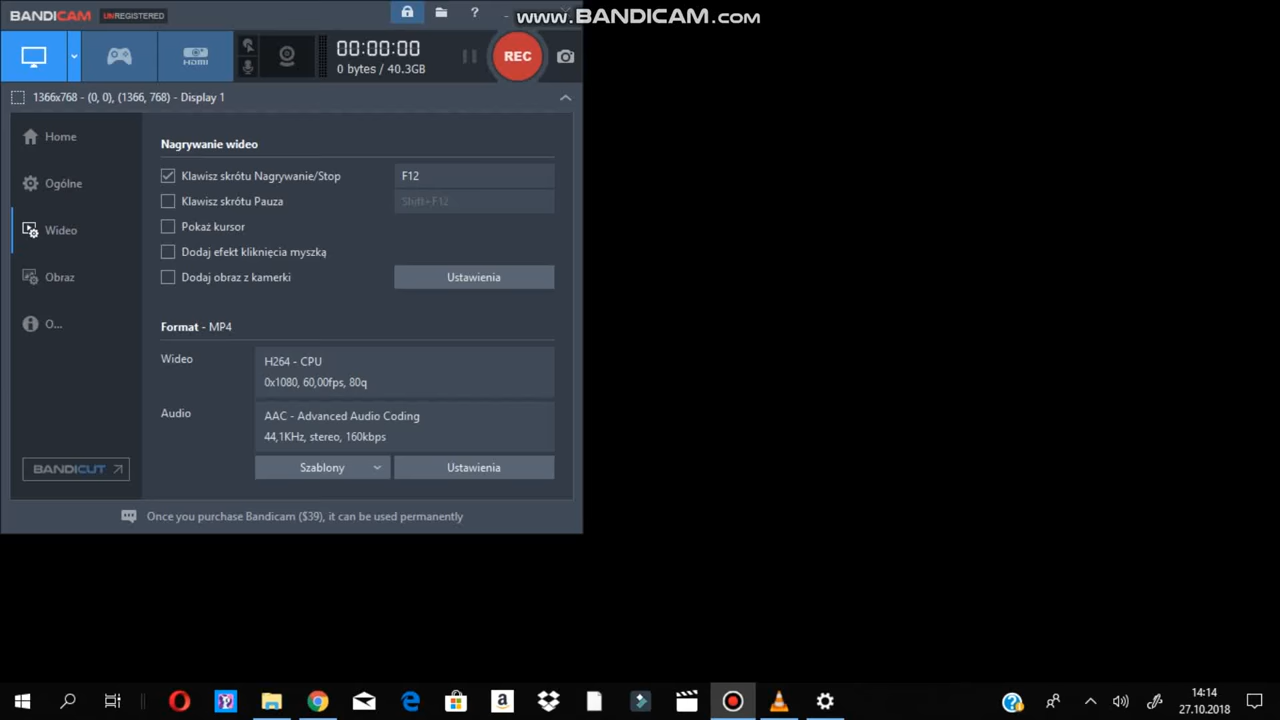 BANDICAM UNREGISTERED
?
www.BANDICAM.com
HDMI
00:00:00
0 bytes / 40.3GB
REC
1366x768 - (0, 0), (1366, 768) - Display 1
Home
Ogólne
Wideo
Obraz
O...
BANDICUT
Nagrywanie wideo
Klawisz skrótu Nagrywanie/Stop
F12
Klawisz skrótu Pauza
Shift+F12
Pokaż kursor
Dodaj efekt kliknięcia myszką
Dodaj obraz z kamerki
Ustawienia
Format - MP4
Wideo
H264 - CPU
0x1080, 60,00fps, 80q
Audio
AAC - Advanced Audio Coding
44,1KHz, stereo, 160kbps
Szablony
Ustawienia
Once you purchase Bandicam ($39), it can be used permanently
14:14
27.10.2018